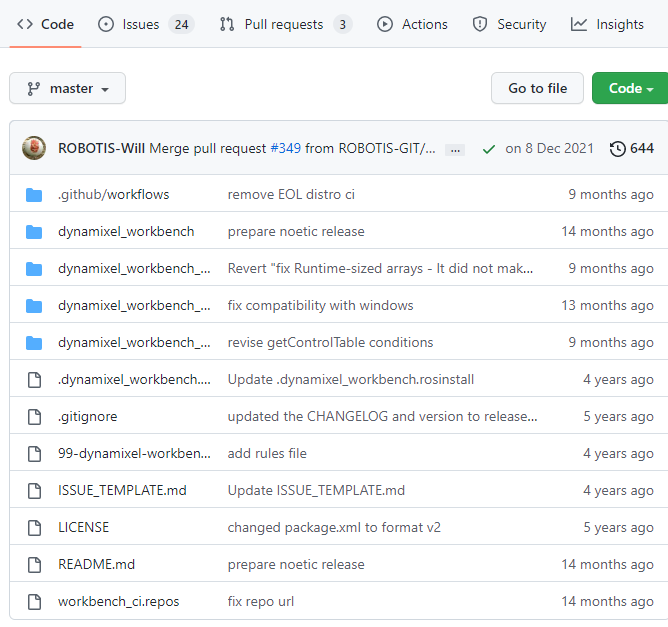 Code Issues 24 Pull requests 3 Actions Security Insights
master Go to file Code
ROBOTIS-Will Merge pull request #349 from ROBOTIS-GIT/... ... on 8 Dec 2021 644
.github/workflows remove EOL distro ci 9 months ago
dynamixel_workbench prepare noetic release 14 months ago
dynamixel_workbench_... Revert "fix Runtime-sized arrays - It did not mak... 9 months ago
dynamixel_workbench_... fix compatibility with windows 13 months ago
dynamixel_workbench_... revise getControlTable conditions 9 months ago
.dynamixel_workbench.... Update .dynamixel_workbench.rosinstall 4 years ago
.gitignore updated the CHANGELOG and version to release... 5 years ago
99-dynamixel-workben... add rules file 4 years ago
ISSUE_TEMPLATE.md Update ISSUE_TEMPLATE.md 4 years ago
LICENSE changed package.xml to format v2 5 years ago
README.md prepare noetic release 14 months ago
workbench_ci.repos fix repo url 14 months ago